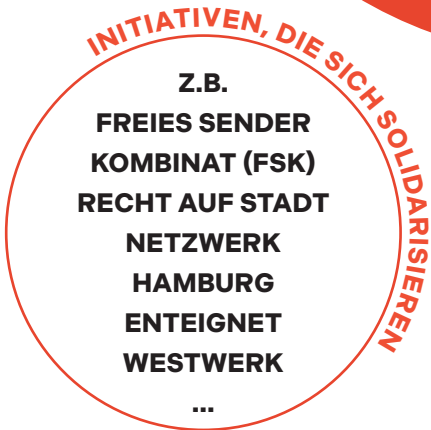 INITIATIVEN, DIE SICH SOLIDARISIEREN
Z.B.
FREIES SENDER
KOMBINAT (FSK)
RECHT AUF STADT
NETZWERK
HAMBURG
ENTEIGNET
WESTWERK
...